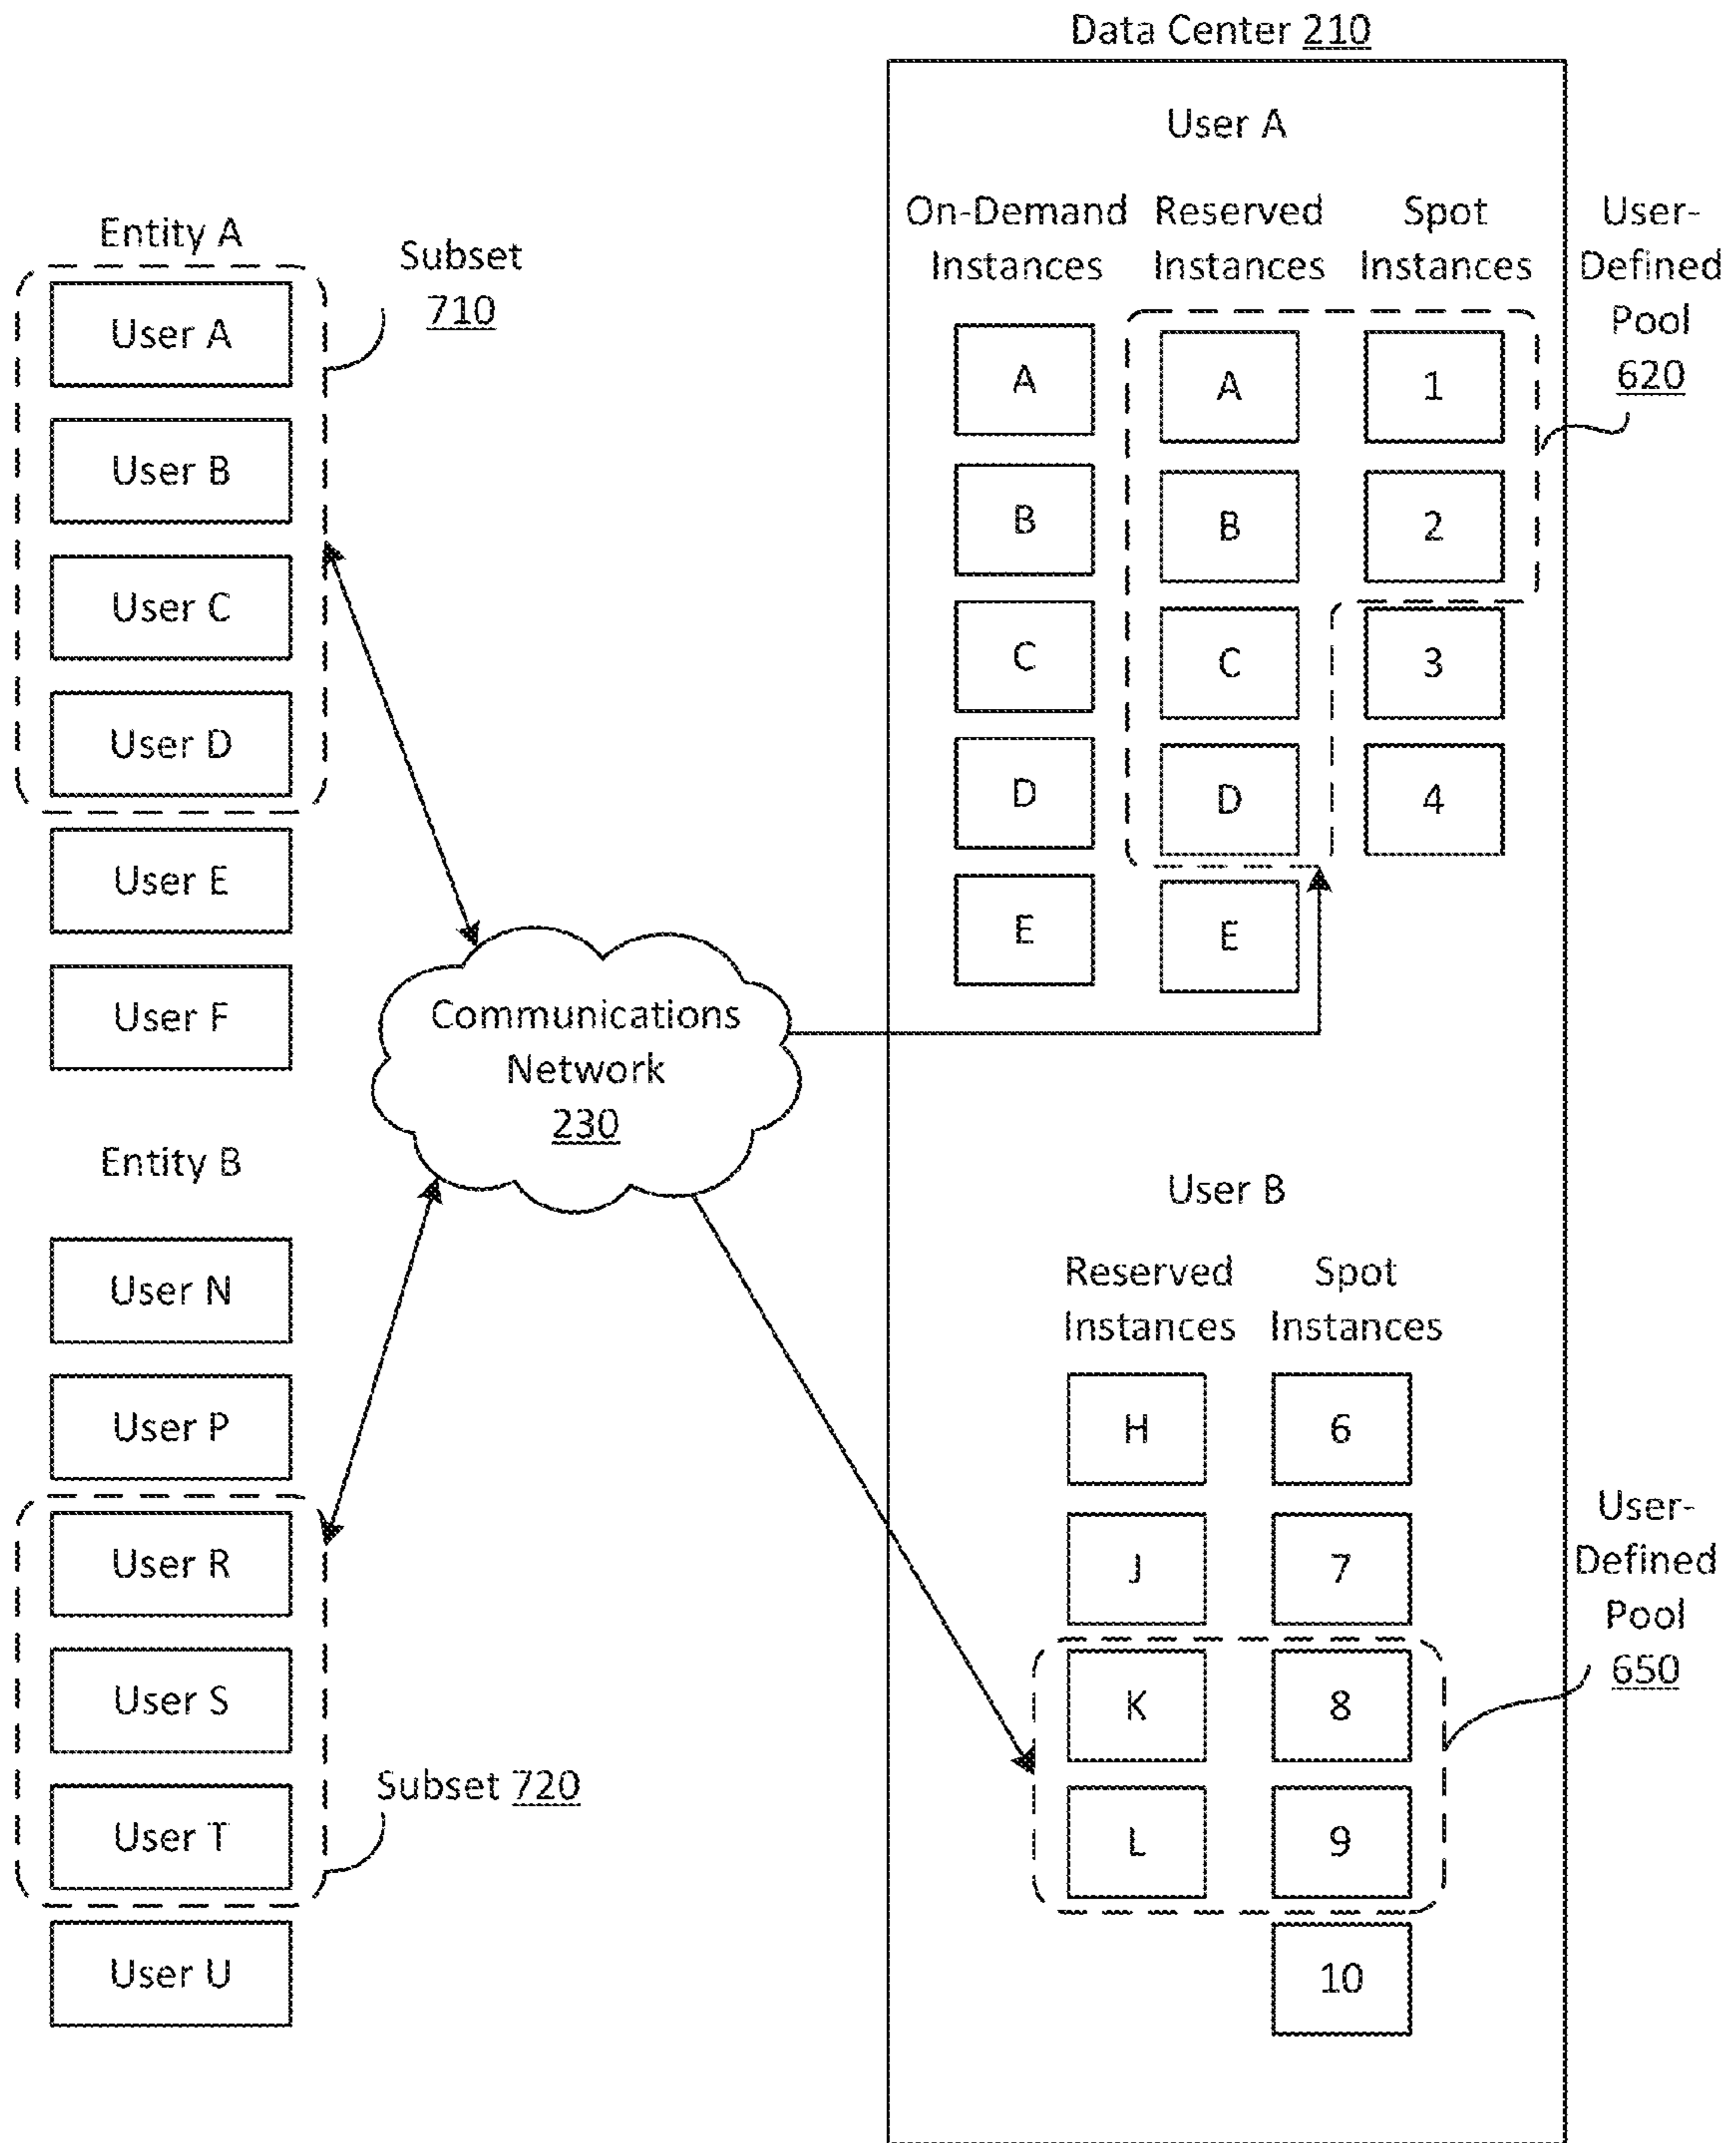 Data Center 210
Entity A
Subset
710
User A
User B
User C
User D
User E
User F
Communications
Network
230
Entity B
User N
User P
User R
User S
User T
User U
Subset 720
User A
On-Demand
Instances
Reserved
Instances
Spot
Instances
User-
Defined
Pool
620
A
A
1
B
B
2
C
C
3
D
D
4
E
E
User B
Reserved
Instances
Spot
Instances
H
6
J
7
K
8
L
9
10
User-
Defined
Pool
650